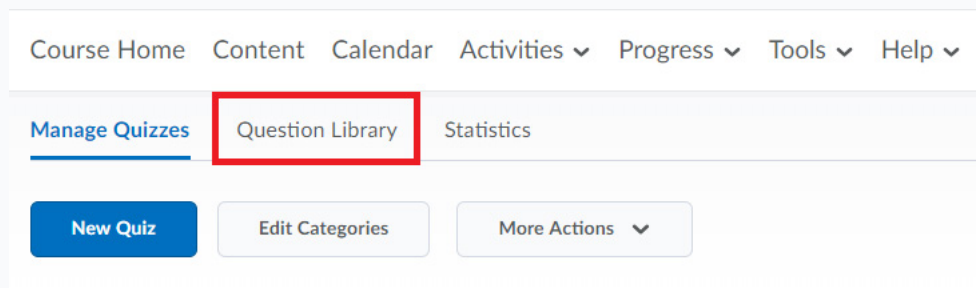 Course Home Content Calendar Activities Progress Tools Help
Manage Quizzes Question Library Statistics
New Quiz Edit Categories More Actions